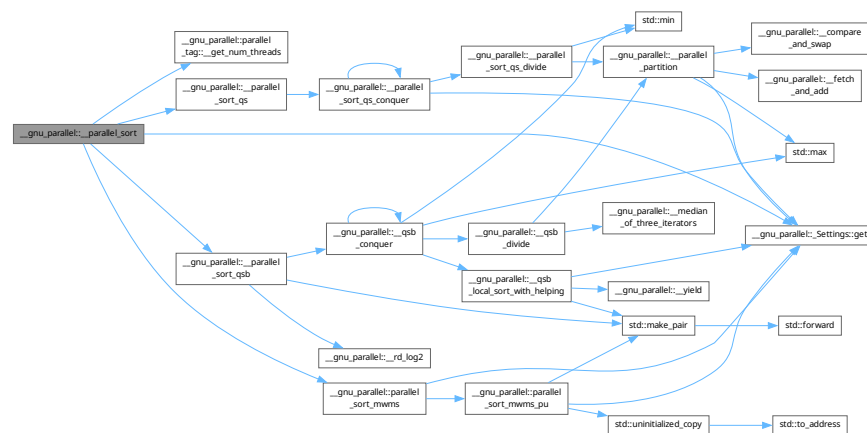 std::min
__gnu_parallel::parallel
_tag::__get_num_threads
__gnu_parallel::__compare
_and_swap
__gnu_parallel::__parallel
_sort_qs_divide
__gnu_parallel::__parallel
_partition
__gnu_parallel::__parallel
_sort_qs
__gnu_parallel::__parallel
_sort_qs_conquer
__gnu_parallel::__fetch
_and_add
__gnu_parallel::__parallel_sort
std::max
__gnu_parallel::__median
_of_three_iterators
__gnu_parallel::__qsb
_conquer
__gnu_parallel::__qsb
_divide
__gnu_parallel::_Settings::get
__gnu_parallel::__parallel
_sort_qsb
__gnu_parallel::__qsb
_local_sort_with_helping
__gnu_parallel::__yield
std::make_pair
std::forward
__gnu_parallel::__rd_log2
__gnu_parallel::parallel
_sort_mwms
__gnu_parallel::parallel
_sort_mwms_pu
std::uninitialized_copy
std::to_address